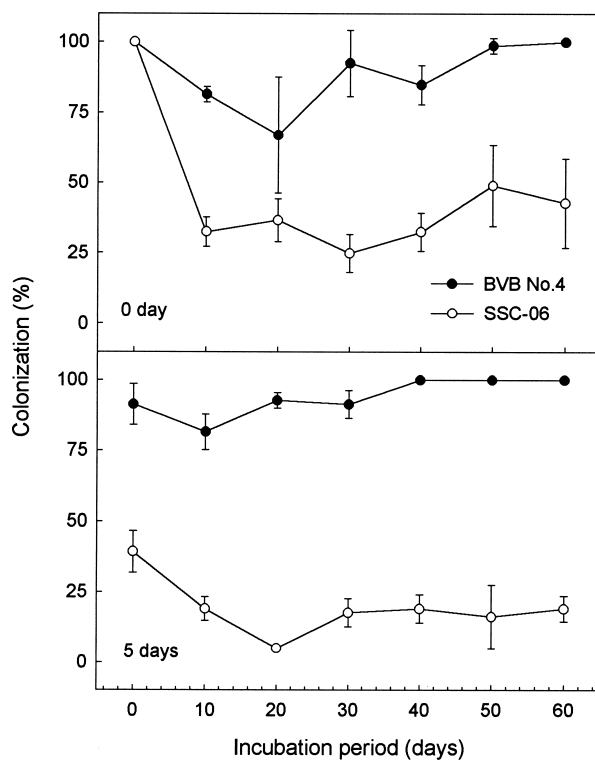 100
75
50
25
0
0 day
BVB No.4
SSC-06
Colonization (%)
100
75
50
25
0
5 days
0 10 20 30 40 50 60
Incubation period (days)